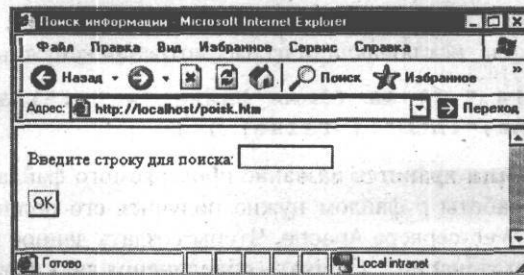 Поиск информации - Microsoft Internet Explorer
Файл Правка Вид Избранное Сервис Справка
Назад Поиск Избранное »
Адрес: http://localhost/poisk.htm Переход
Введите строку для поиска:
OK
Готово Local intranet